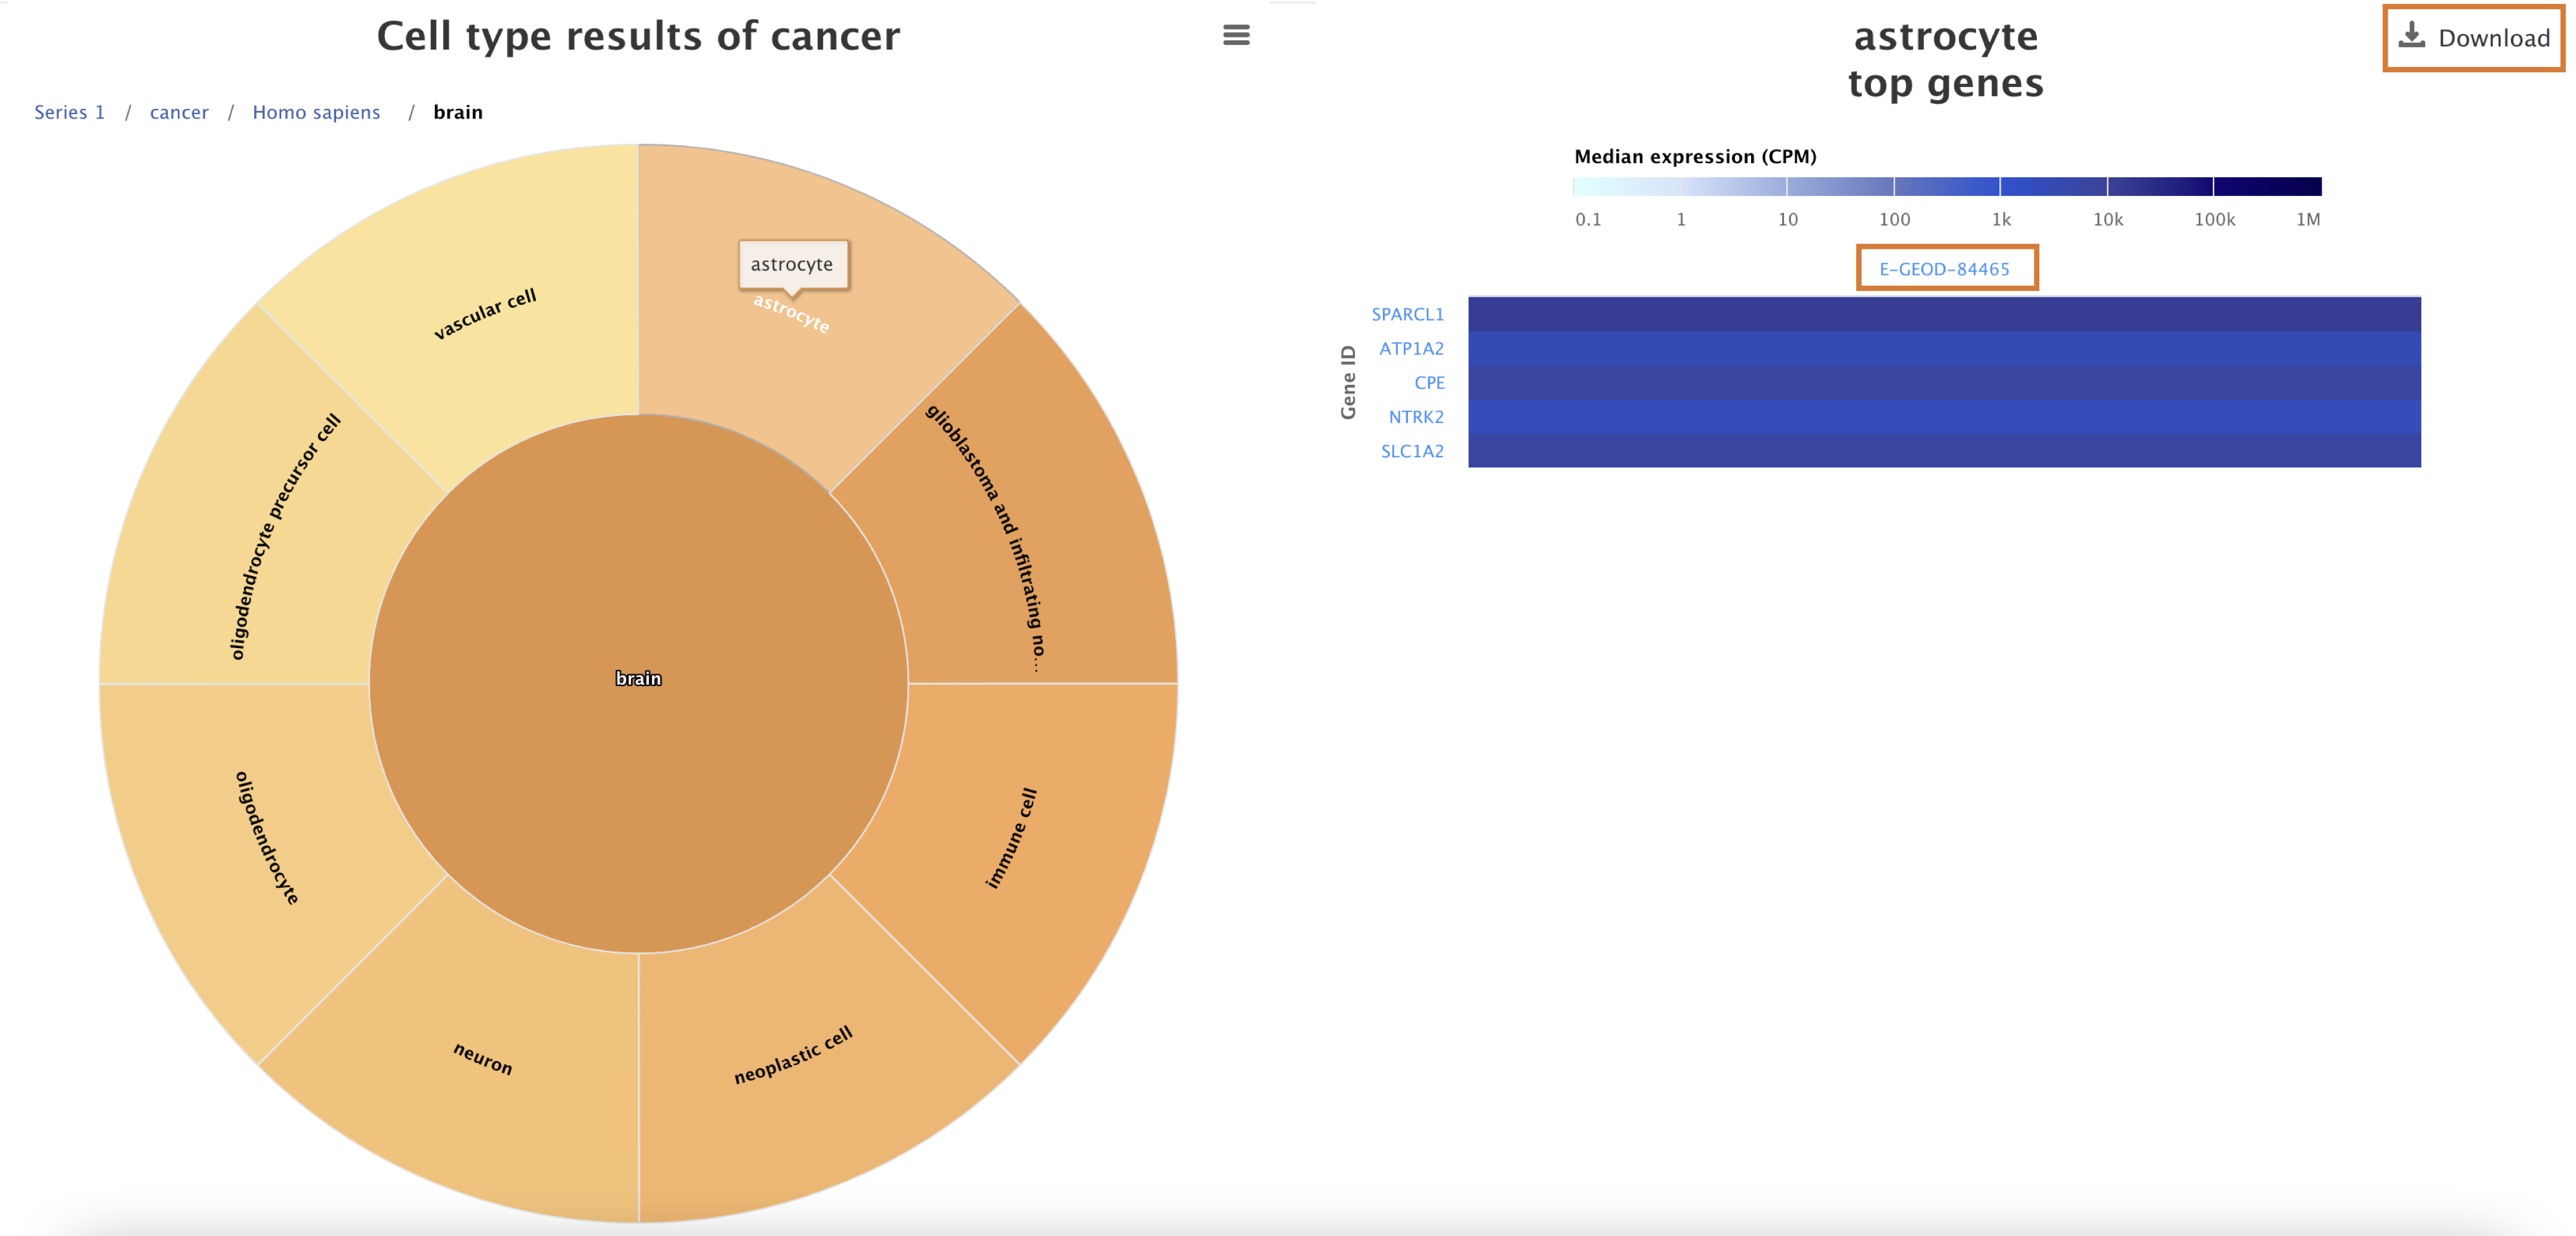 Cell type results of cancer
Series 1 / cancer / Homo sapiens / brain
astrocyte
astrocyte
vascular cell
glioblastoma and infiltrating no...
oligodendrocyte precursor cell
brain
immune cell
oligodendrocyte
neoplastic cell
neuron
astrocyte
top genes
Download
Median expression (CPM)
0.1 1 10 100 1k 10k 100k 1M
E-GEOD-84465
Gene ID
SPARCL1
ATP1A2
CPE
NTRK2
SLC1A2